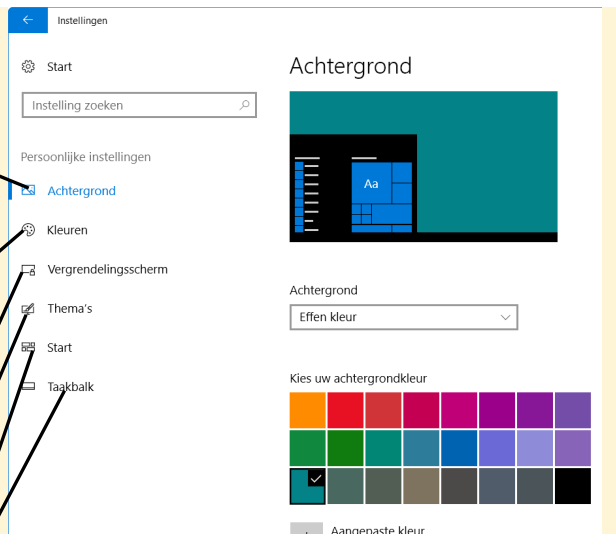 Instellingen
Start
Instelling zoeken
Persoonlijke instellingen
Achtergrond
Kleuren
Vergrendelingsscherm
Thema's
Start
Taakbalk
Achtergrond
Aa
Achtergrond
Effen kleur
Kies uw achtergrondkleur
Aangepaste kleur